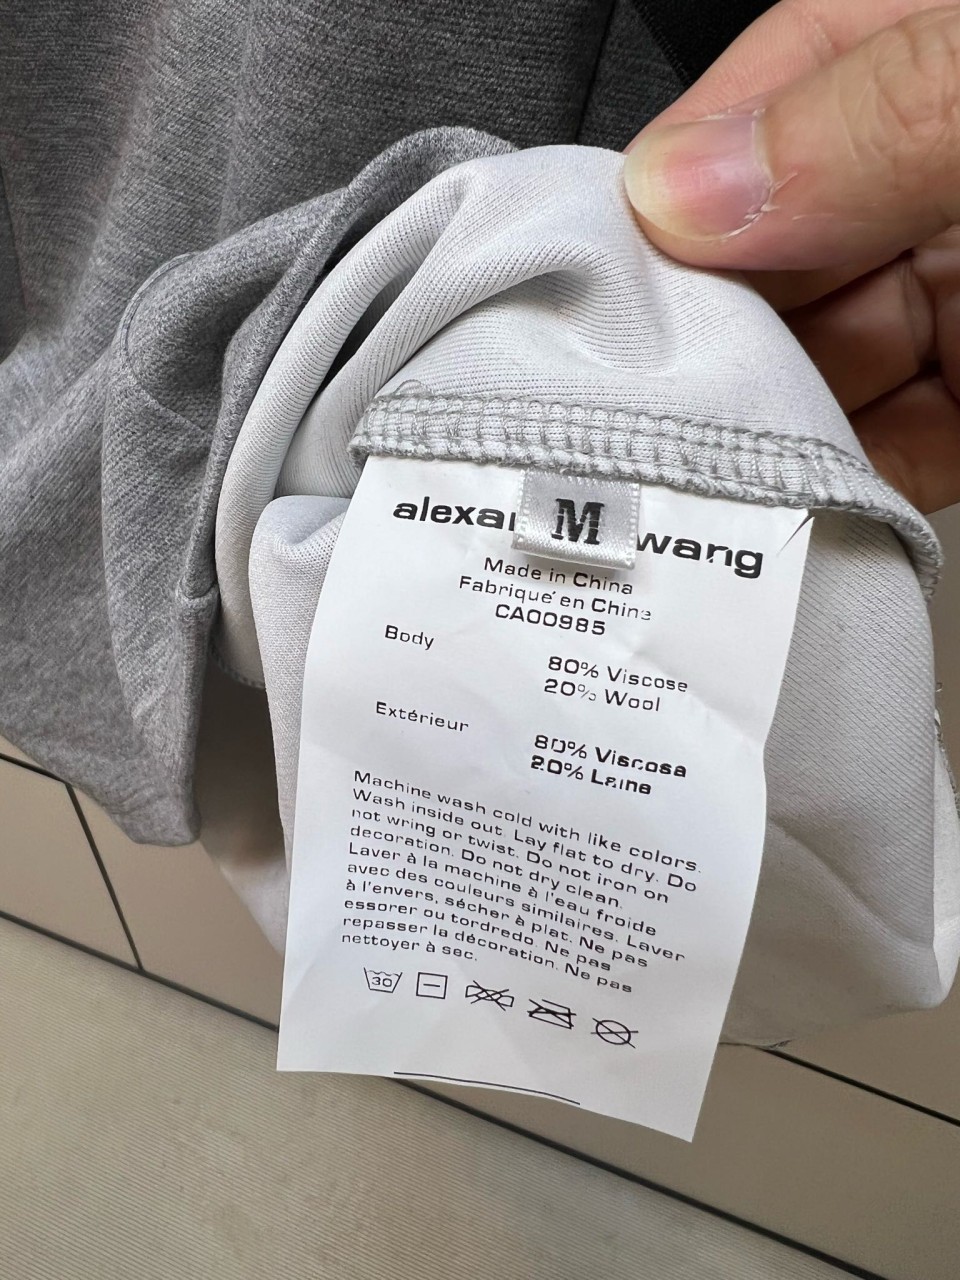 alexa
M
wang
Made in China
Fabriqué en Chine
CA00985
Body
80% Viscose
20% Wool
Extérieur
80% Viscosa
20% Laine
Machine wash cold with like colors.
Wash inside out. Lay flat to dry. Do
not wring or twist. Do not iron on
decoration. Do not dry clean.
Laver à la machine à l'eau froide
avec des couleurs similaires. Laver
à l'envers, sécher à plat. Ne pas
essorer ou tordredo. Ne pas
repasser la décoration. Ne pas
nettoyer à sec.
30